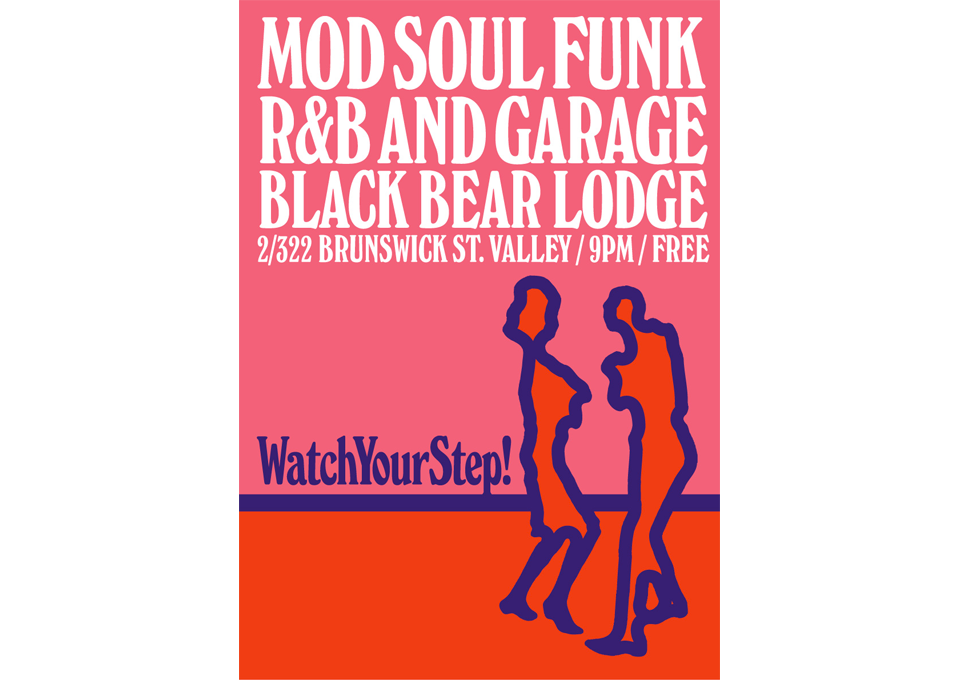 MOD SOUL FUNK
R&B AND GARAGE
BLACK BEAR LODGE
2/322 BRUNSWICK ST. VALLEY / 9PM / FREE
WatchYourStep!